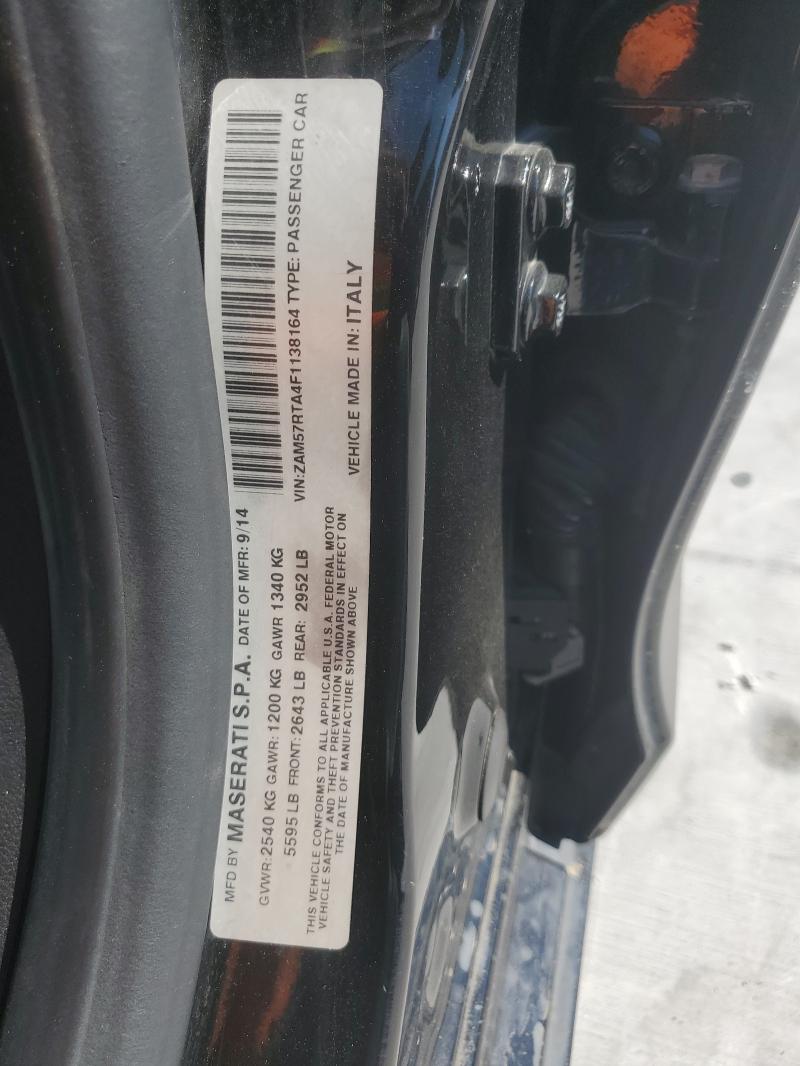 MFD BY MASERATI S.P.A. DATE OF MFR: 9/14
GVWR: 2540 KG GAWR: 1200 KG GAWR 1340 KG
5595 LB FRONT: 2643 LB REAR: 2952 LB
THIS VEHICLE CONFORMS TO ALL APPLICABLE U.S.A. FEDERAL MOTOR
VEHICLE SAFETY AND THEFT PREVENTION STANDARDS IN EFFECT ON
THE DATE OF MANUFACTURE SHOWN ABOVE
VIN:ZAM57RTA4F1138164 TYPE: PASSENGER CAR
VEHICLE MADE IN: ITALY